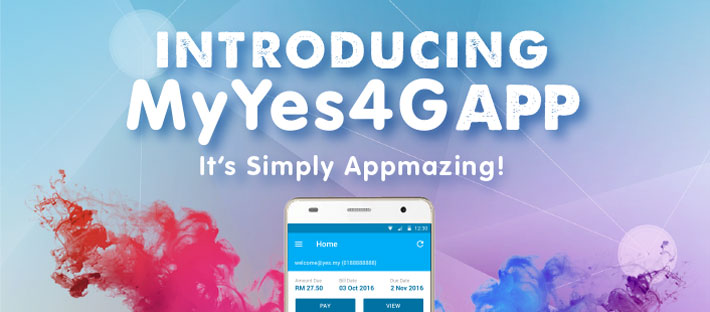 INTRODUCING
MyYes4GAPP
It's Simply Appmazing!
12:30
Home
welcome@yes.my (0188888888)
Amount Due Bill Date Due Date
RM 27.50 03 Oct 2016 2 Nov 2016
PAY VIEW